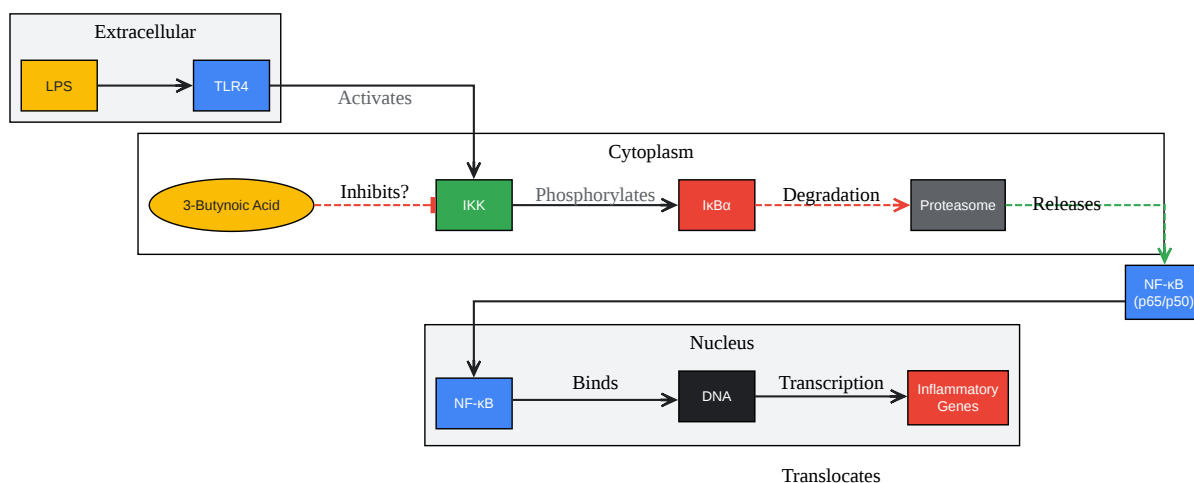 Extracellular
LPS
TLR4
Activates
Cytoplasm
3-Butynoic Acid
Inhibits?
IKK
Phosphorylates
IκBα
Degradation
Proteasome
Releases
NF-κB
(p65/p50)
Nucleus
NF-κB
Binds
DNA
Transcription
Inflammatory
Genes
Translocates